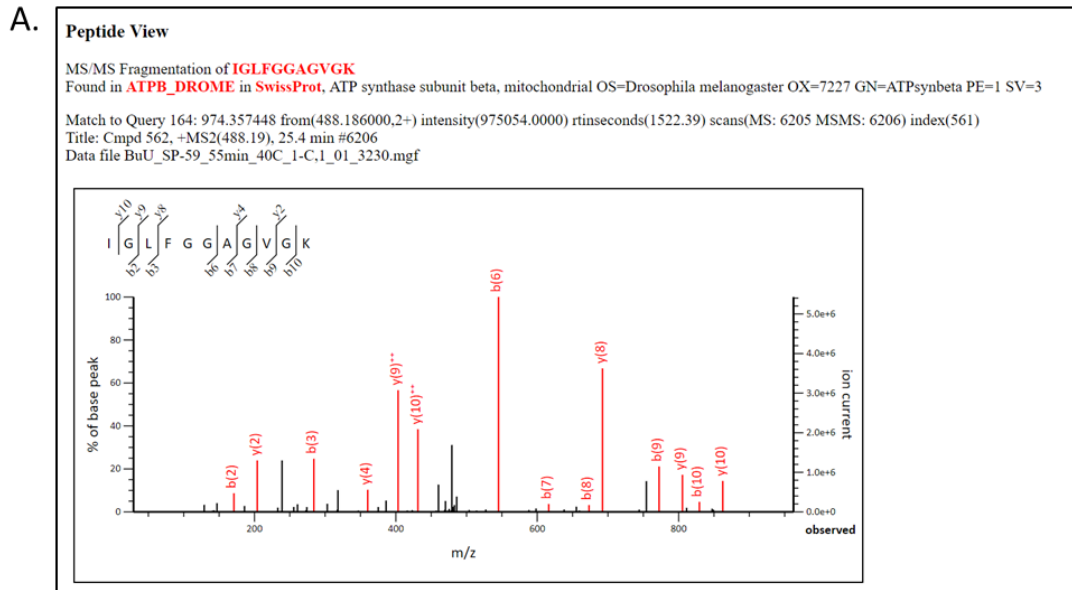 A.
Peptide View
MS/MS Fragmentation of IGLFGGAGVGK
Found in ATPB_DROME in SwissProt, ATP synthase subunit beta, mitochondrial OS=Drosophila melanogaster OX=7227 GN=ATPsynbeta PE=1 SV=3
Match to Query 164: 974.357448 from(488.186000,2+) intensity(975054.0000) rtinseconds(1522.39) scans(MS: 6205 MSMS: 6206) index(561)
Title: Cmpd 562, +MS2(488.19), 25.4 min #6206
Data file BuU_SP-59_55min_40C_1-C,1_01_3230.mgf
y10 y9 y8 y4 y2
I G L F G G A G V G K
b2 b3 b6 b7 b8 b9 b10
% of base peak
100
80
60
40
20
0
b(2)
y(2)
b(3)
y(4)
y(9)++
y(10)++
b(6)
b(7)
b(8)
y(8)
b(9)
y(9)
b(10)
y(10)
5.0e+6
4.0e+6
3.0e+6
2.0e+6
1.0e+6
0.0e+0
ion current
200 400 600 800
observed
m/z